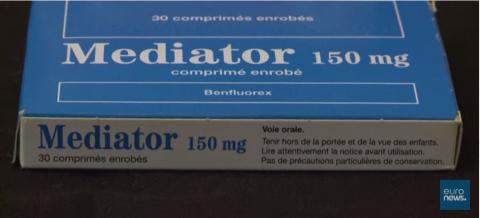 30 comprimés enrobés
Mediator 150 mg
comprimé enrobé
Benfluorex
Mediator 150 mg
30 comprimés enrobés
Voie orale.
Tenir hors de la portée et de la vue des enfants.
Lire attentivement la notice avant utilisation.
Pas de précautions particulières de conservation.
euro
news.